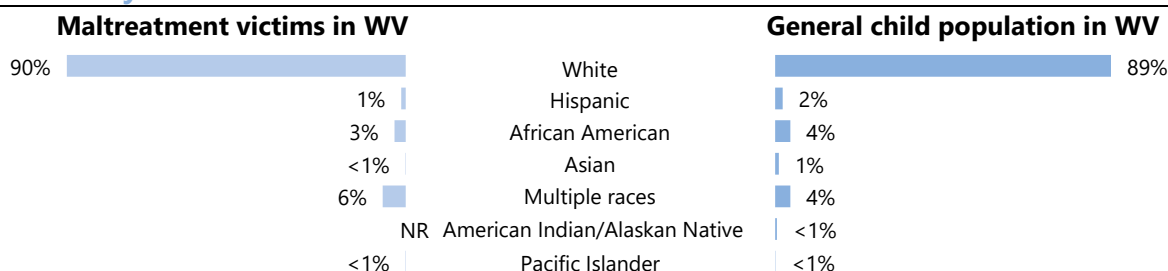 Maltreatment victims in WV General child population in WV
90% White 89%
1% Hispanic 2%
3% African American 4%
<1% Asian 1%
6% Multiple races 4%
NR American Indian/Alaskan Native <1%
<1% Pacific Islander <1%